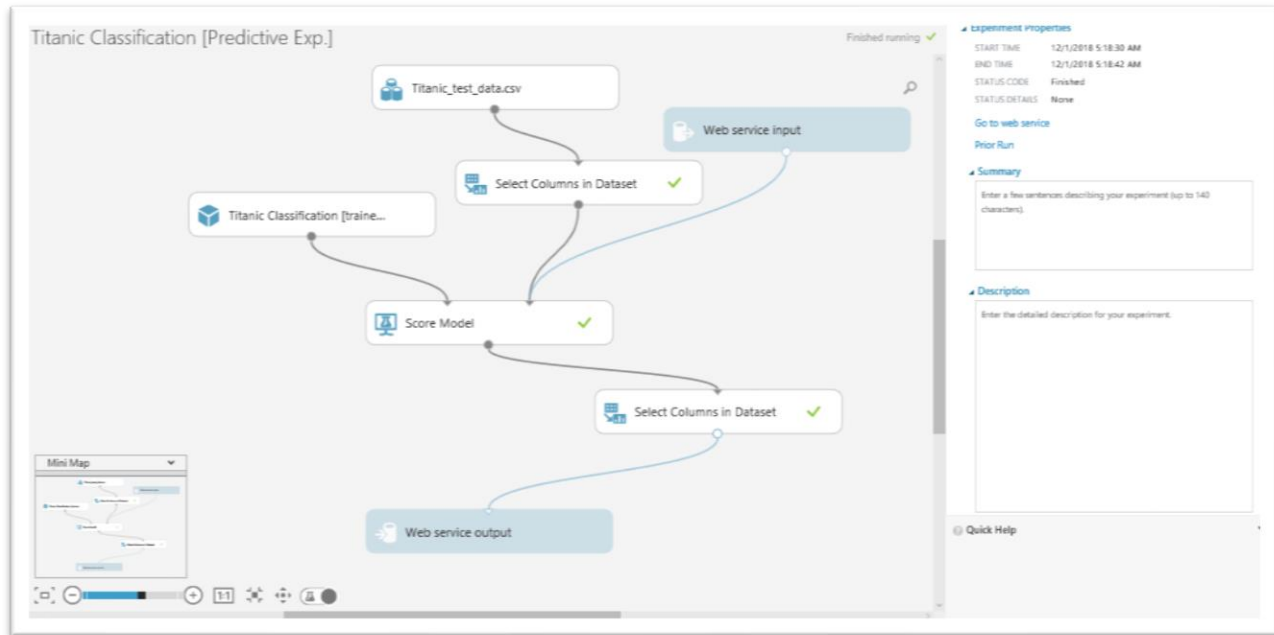 Titanic Classification [Predictive Exp.]
Finished running
Titanic_test_data.csv
Web service input
Select Columns in Dataset
Titanic Classification [traine...
Score Model
Select Columns in Dataset
Web service output
Mini Map
1:1
Experiment Properties
START TIME 12/1/2018 5:18:30 AM
END TIME 12/1/2018 5:18:42 AM
STATUS CODE Finished
STATUS DETAILS None
Go to web service
Prior Run
Summary
Enter a few sentences describing your experiment (up to 140
characters).
Description
Enter the detailed description for your experiment.
Quick Help